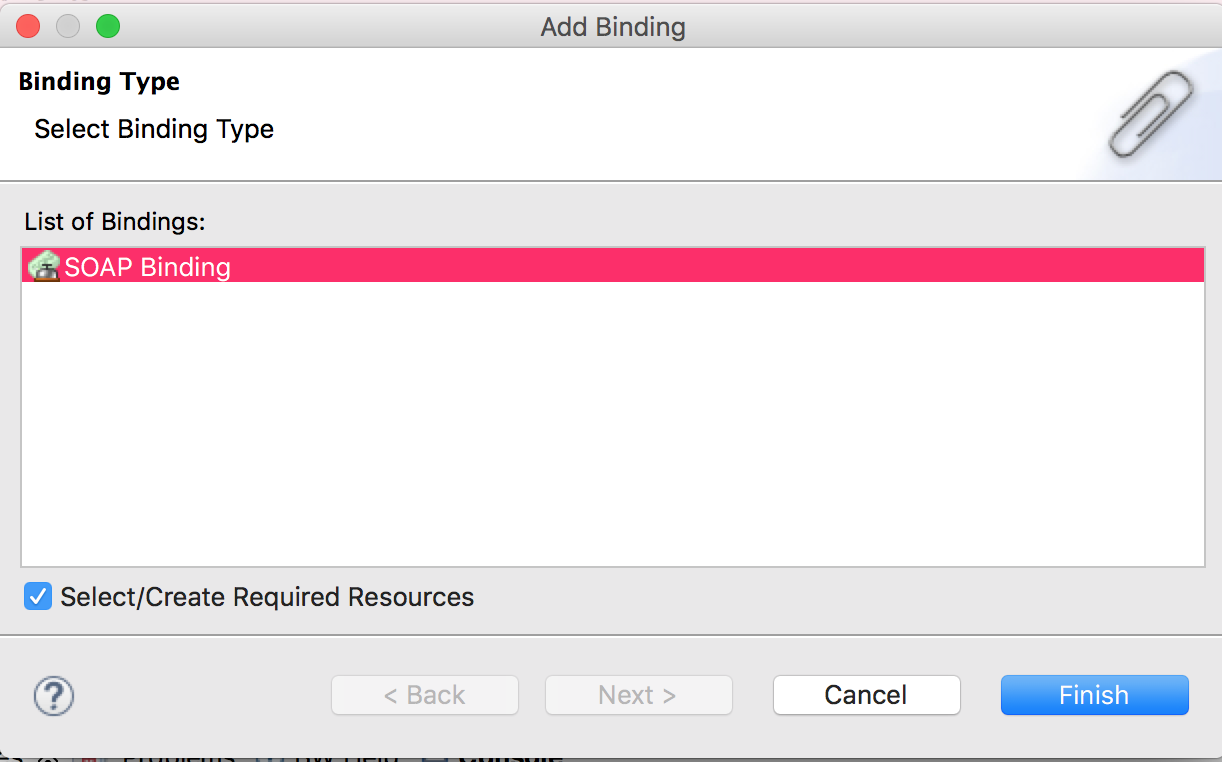 Add Binding
Binding Type
Select Binding Type
List of Bindings:
SOAP Binding
Select/Create Required Resources
? < Back Next > Cancel Finish